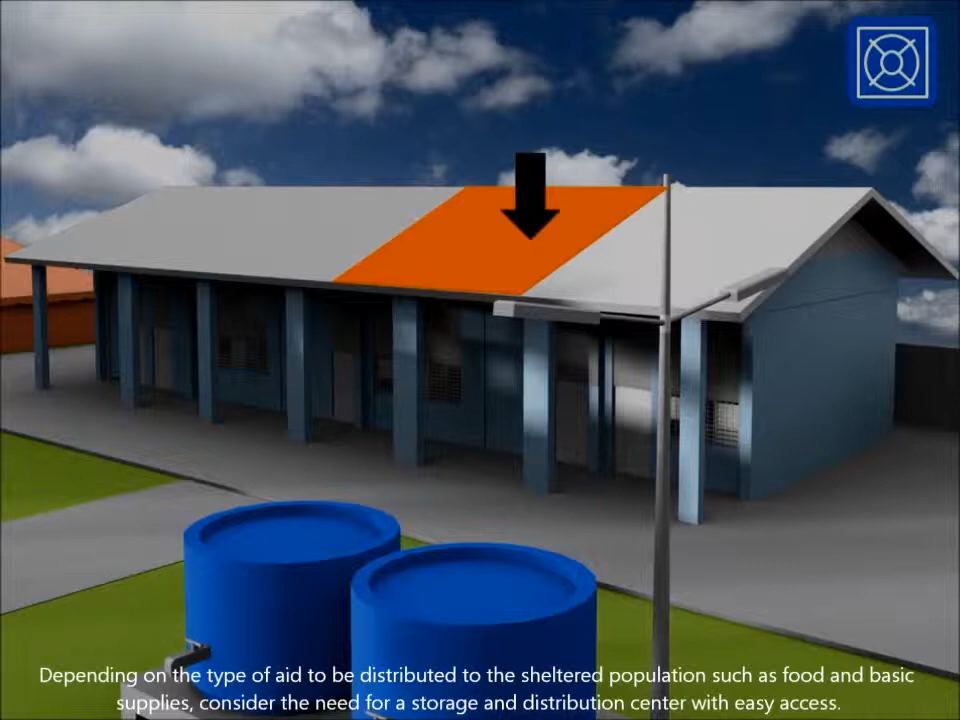 Depending on the type of aid to be distributed to the sheltered population such as food and basic
supplies, consider the need for a storage and distribution center with easy access.